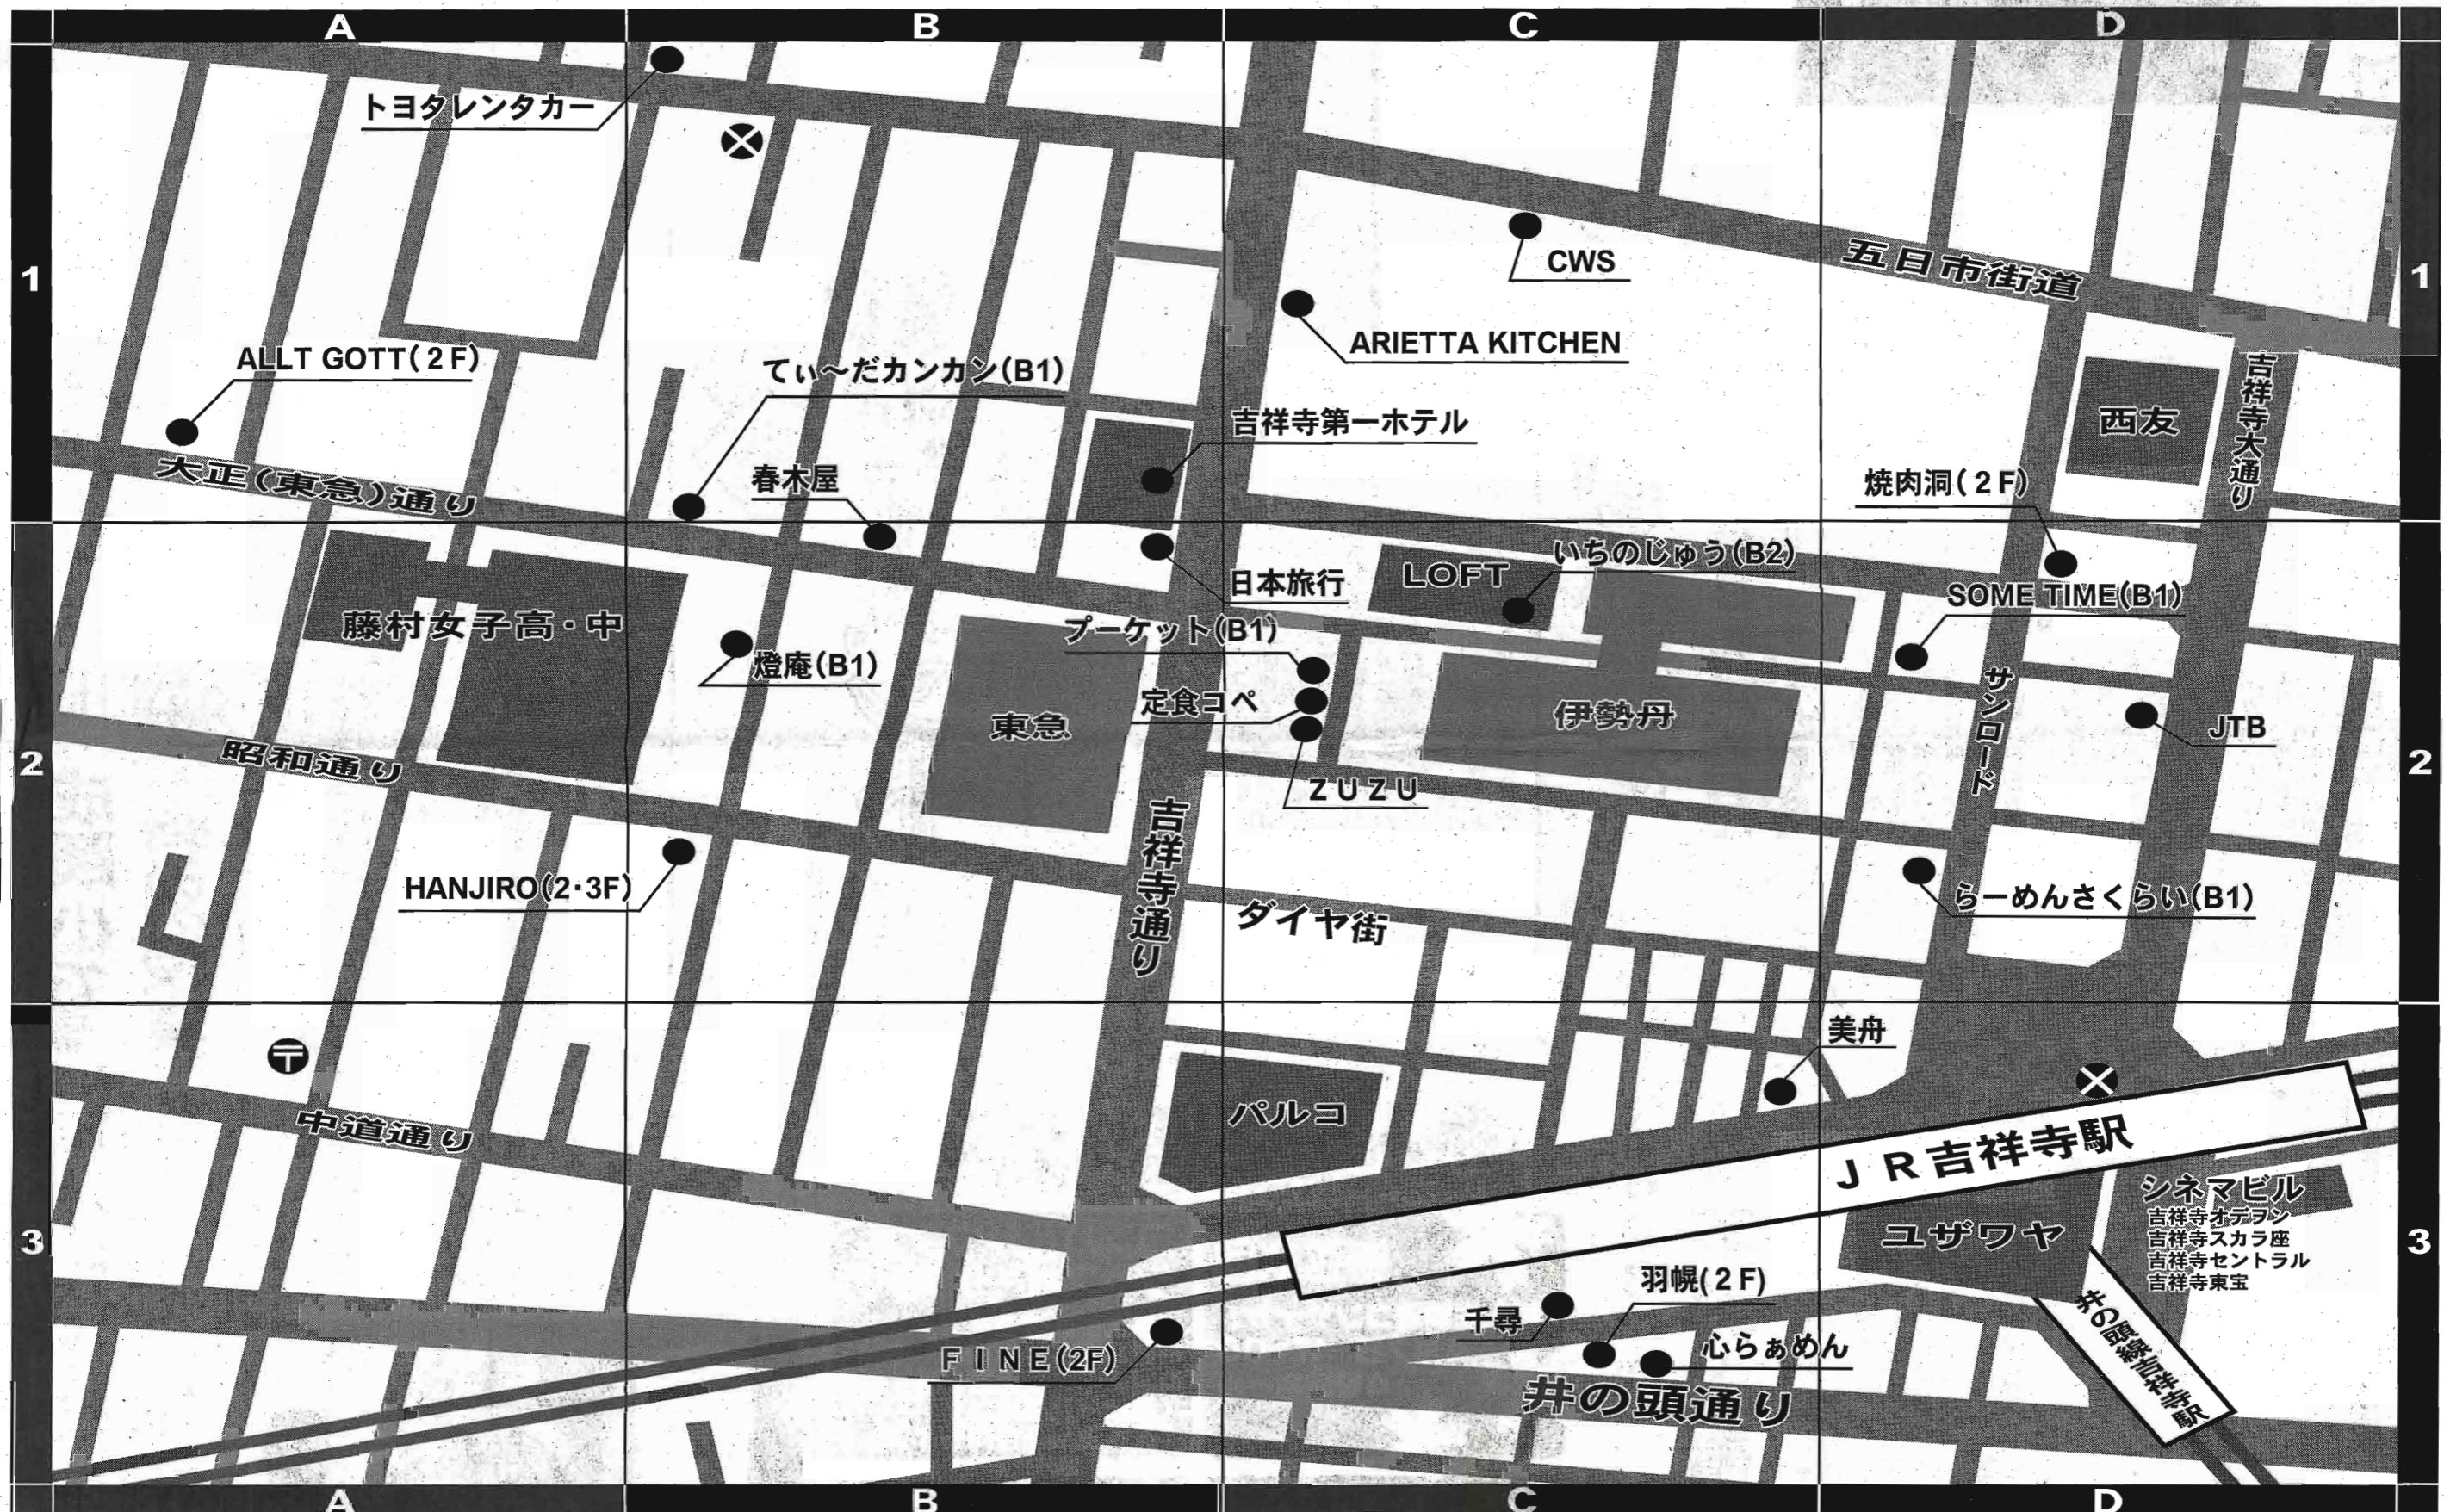 A
B
C
D
1
1
トヨタレンタカー
CWS
五日市街道
ARIETTA KITCHEN
ALLT GOTT(2F)
てぃ～だカンカン(B1)
吉祥寺第一ホテル
西友
吉祥寺大通り
大正(東急)通り
春木屋
焼肉洞(2F)
2
2
藤村女子高・中
日本旅行
LOFT
いちのじゅう(B2)
SOME TIME(B1)
プーケット(B1)
燈庵(B1)
定食コペ
東急
伊勢丹
サンロード
JTB
昭和通り
ZUZU
HANJIRO(2・3F)
吉祥寺通り
ダイヤ街
らーめんさくらい(B1)
3
3
〒
美舟
中道通り
パルコ
JR吉祥寺駅
シネマビル
吉祥寺オデヲン
吉祥寺スカラ座
吉祥寺セントラル
吉祥寺東宝
ユザワヤ
羽幌(2F)
千尋
心らぁめん
FINE(2F)
井の頭通り
井の頭線吉祥寺駅
A
B
C
D